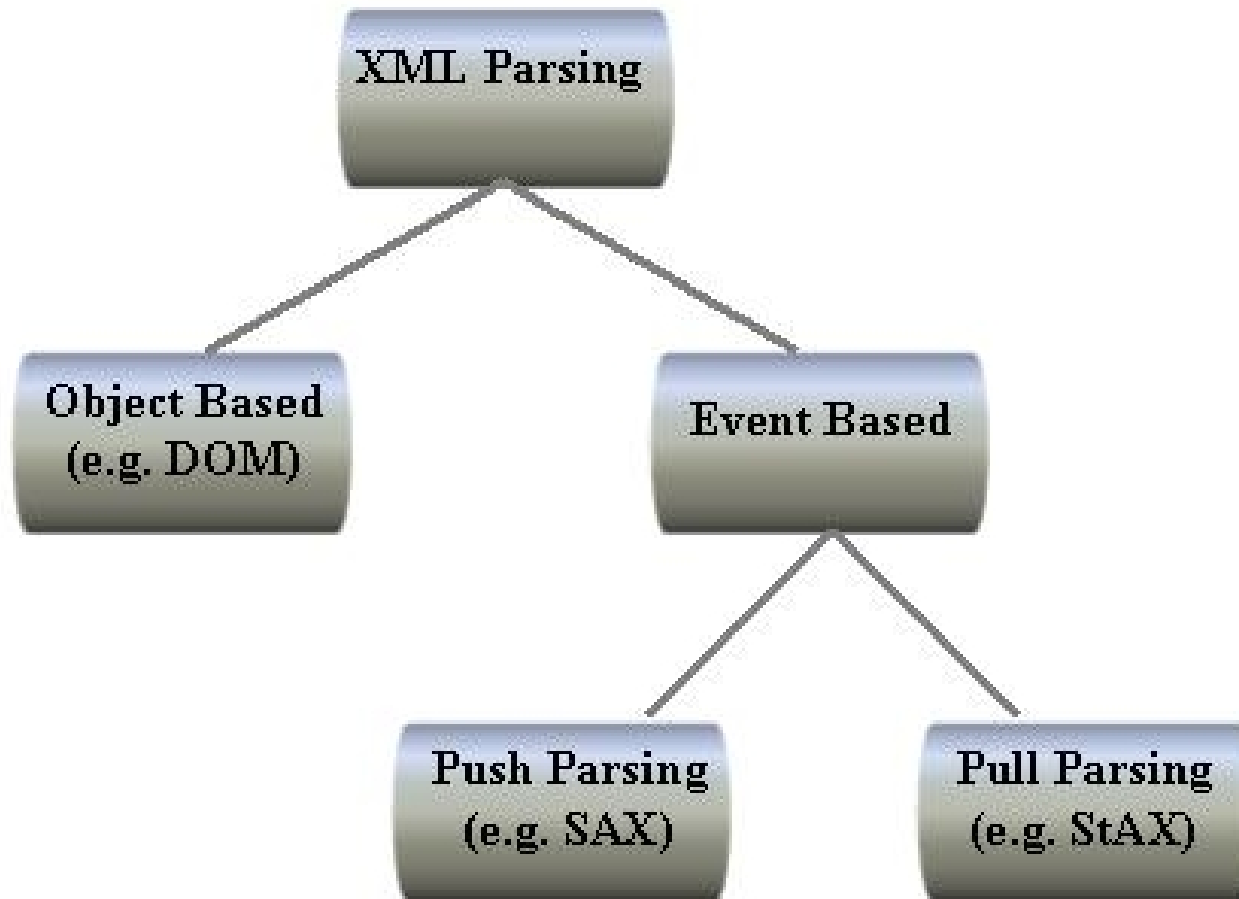 XML Parsing
Object Based
(e.g. DOM)
Event Based
Push Parsing
(e.g. SAX)
Pull Parsing
(e.g. StAX)